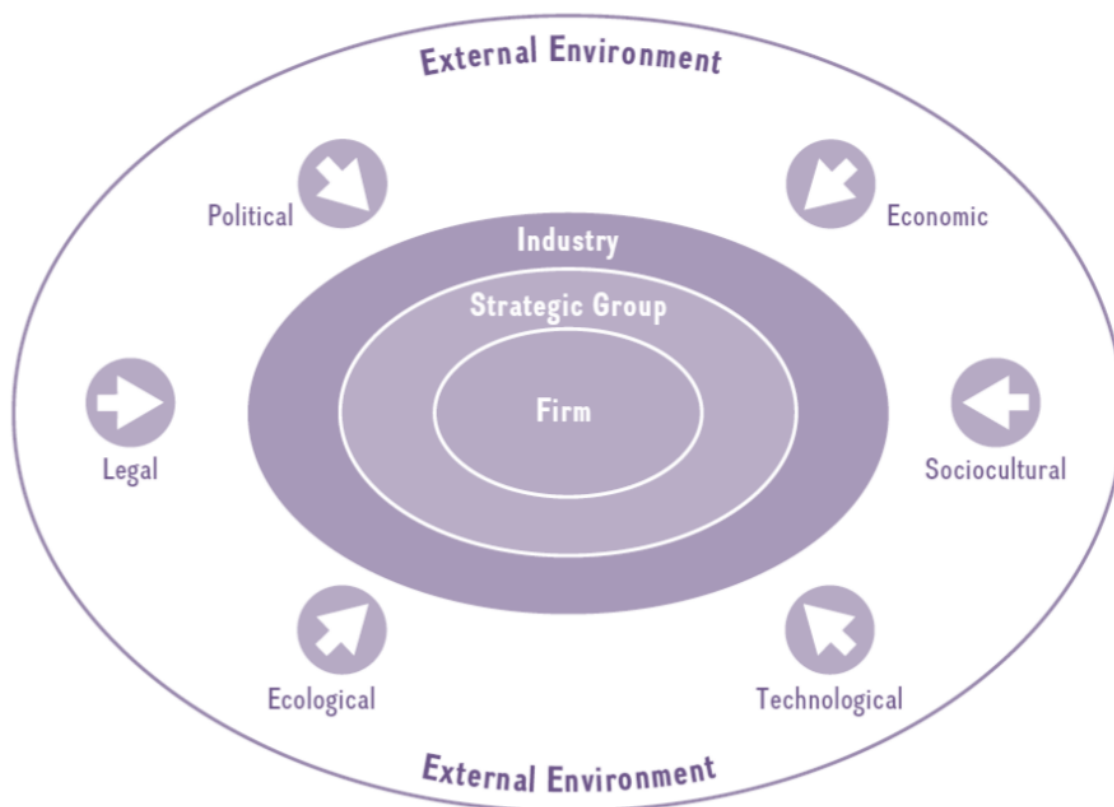 External Environment
Political
Economic
Industry
Strategic Group
Firm
Legal
Sociocultural
Ecological
Technological
External Environment